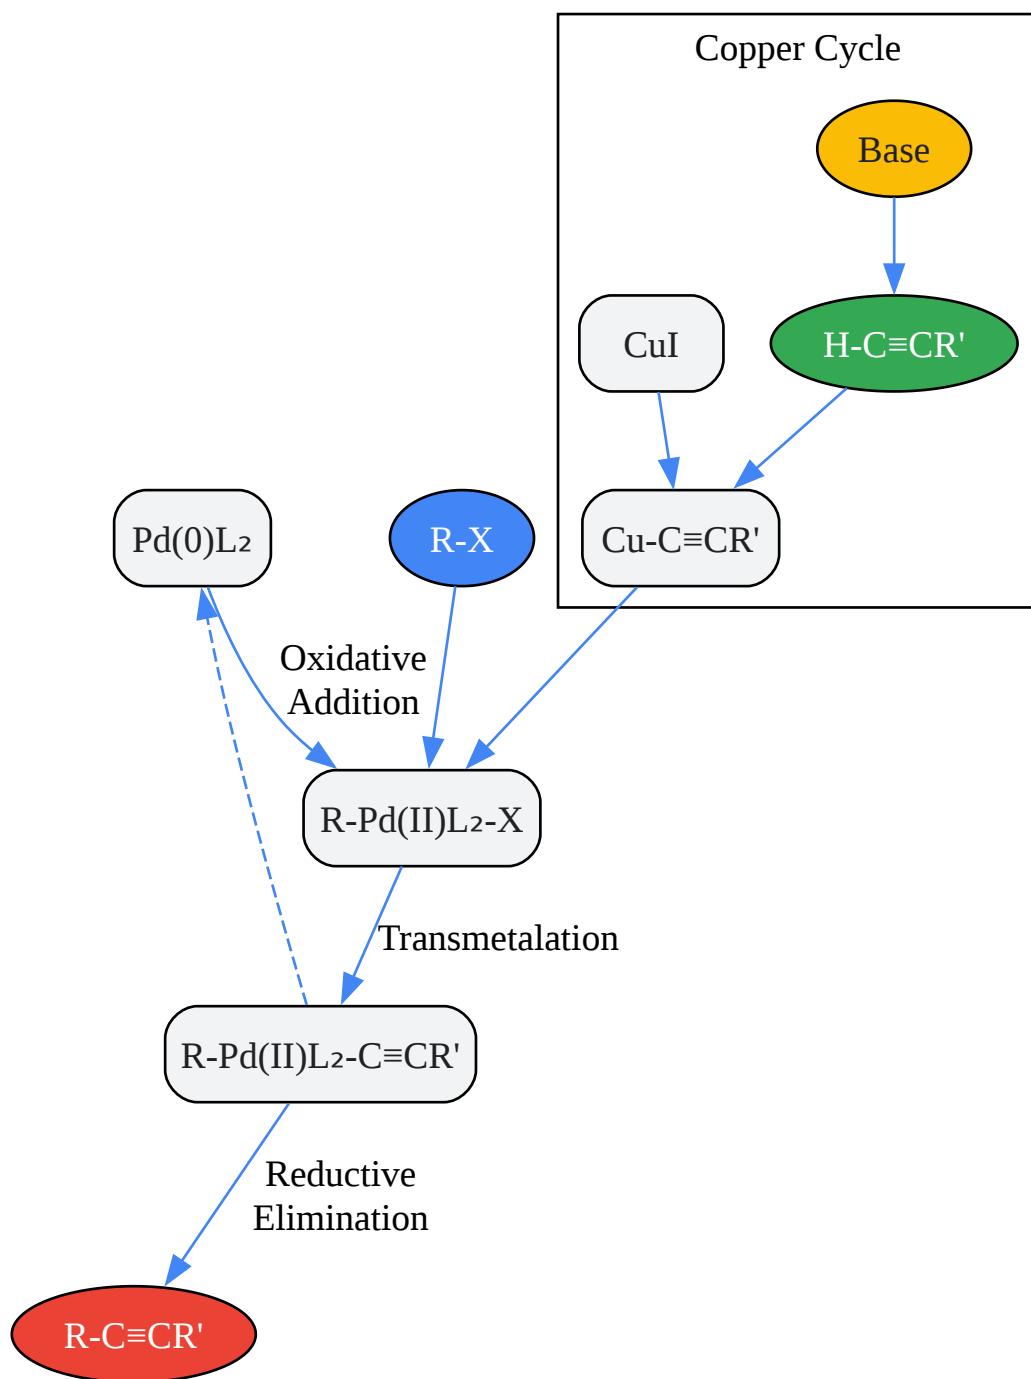 Copper Cycle
Base
CuI
H-C≡CR'
Pd(0)L₂
R-X
Cu-C≡CR'
Oxidative
Addition
R-Pd(II)L₂-X
Transmetalation
R-Pd(II)L₂-C≡CR'
Reductive
Elimination
R-C≡CR'